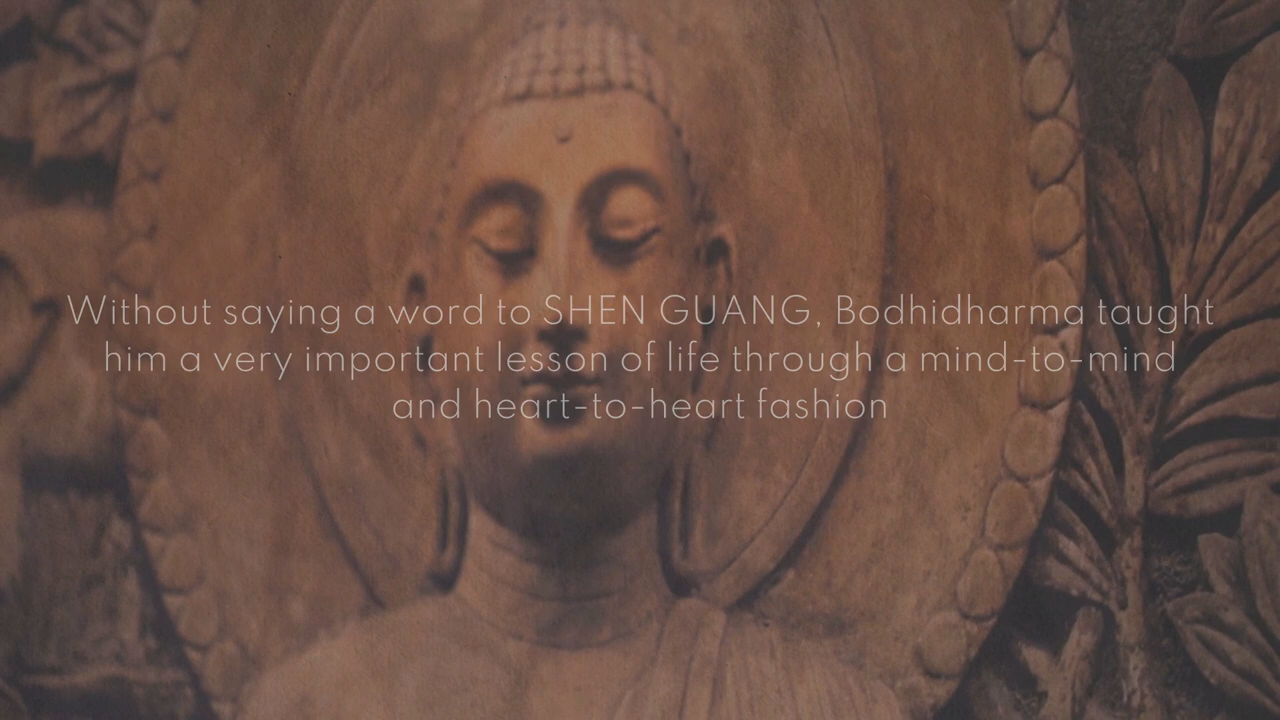 Without saying a word to SHEN GUANG, Bodhidharma taught
him a very important lesson of life through a mind-to-mind
and heart-to-heart fashion